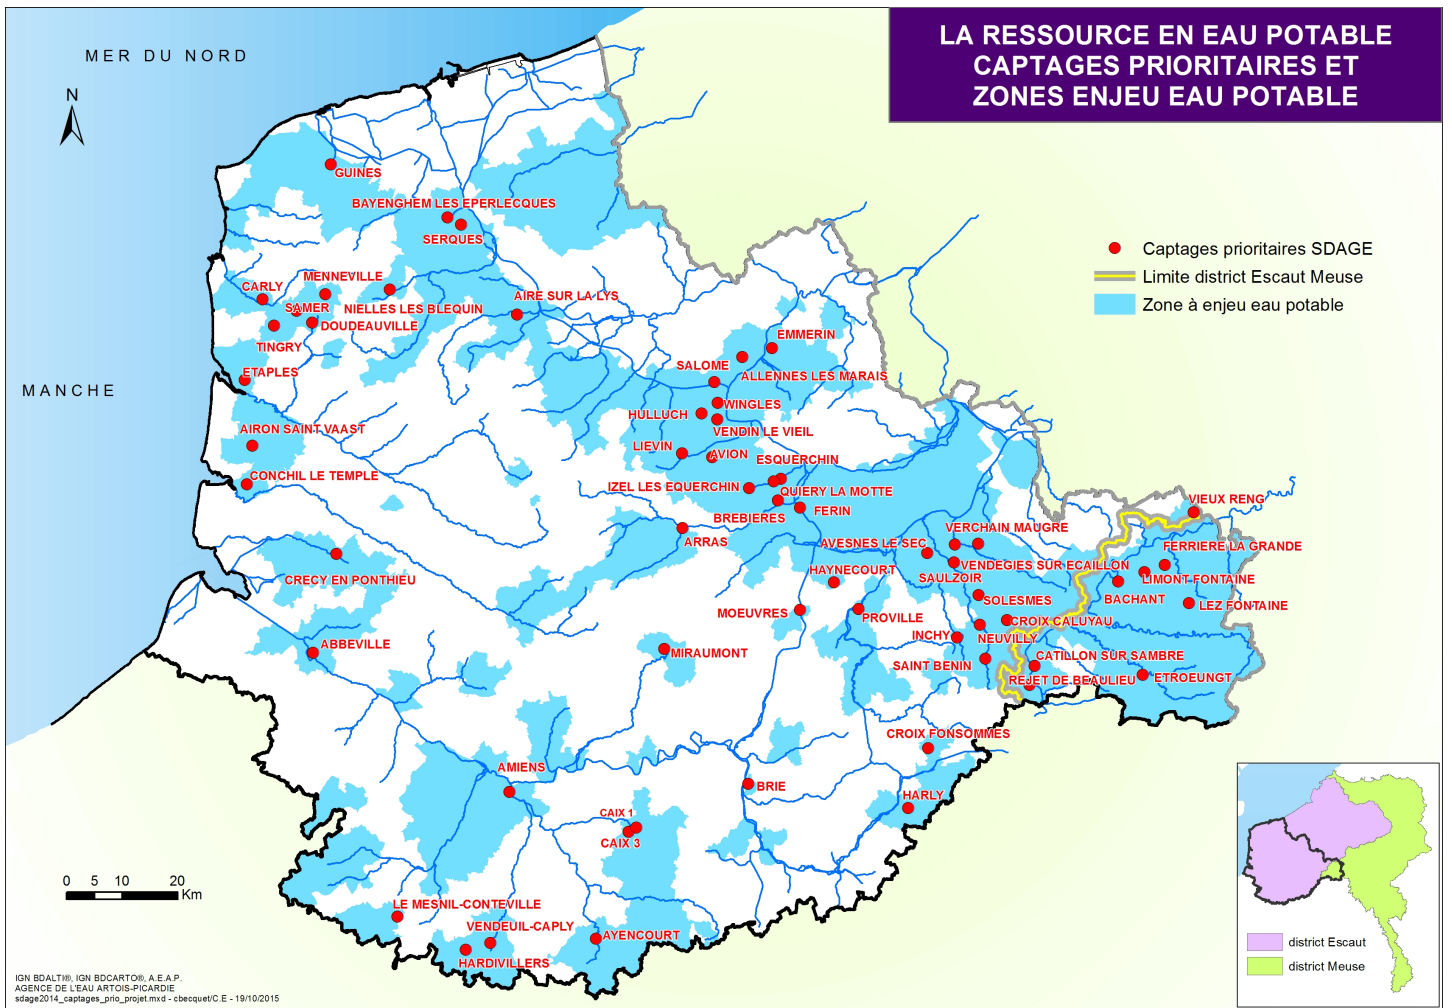 LA RESSOURCE EN EAU POTABLE
CAPTAGES PRIORITAIRES ET
ZONES ENJEU EAU POTABLE
MER DU NORD
N
MANCHE
Captages prioritaires SDAGE
Limite district Escaut Meuse
Zone à enjeu eau potable
GUINES
BAYENGHEM LES EPERLECQUES
SERQUES
MENNEVILLE
CARLY
SAMER
NIELLES LES BLEQUIN
AIRE SUR LA LYS
DOUDEAUVILLE
TINGRY
ETAPLES
EMMERIN
SALOME
ALLENNES LES MARAIS
WINGLES
HULLUCH
VENDIN LE VIEIL
AIRON SAINT VAAST
LIEVIN
AVION
ESQUERCHIN
CONCHIL LE TEMPLE
IZEL LES EQUERCHIN
QUIERY LA MOTTE
BREBIERES
FERIN
VIEUX RENG
ARRAS
VERCHAIN MAUGRE
AVESNES LE SEC
FERRIERE LA GRANDE
VENDEGIES SUR ECAILLON
HAYNECOURT
SAULZOIR
LIMONT FONTAINE
CRECY EN PONTHIEU
BACHANT
SOLESMES
LEZ FONTAINE
MOEUVRES
PROVILLE
CROIX CALUYAU
INCHY
NEUVILLY
ABBEVILLE
MIRAUMONT
SAINT BENIN
CATILLON SUR SAMBRE
REJET DE BEAULIEU
ETROEUNGT
CROIX FONSOMMES
AMIENS
BRIE
HARLY
CAIX 1
CAIX 3
LE MESNIL-CONTEVILLE
VENDEUIL-CAPLY
AYENCOURT
HARDIVILLERS
0 5 10 20
Km
district Escaut
district Meuse
IGN BDALTI®, IGN BDCARTO®, A.E.A.P.
AGENCE DE L'EAU ARTOIS-PICARDIE
sdage2014_captages_prio_projet.mxd - cbecquet/C.E - 19/10/2015